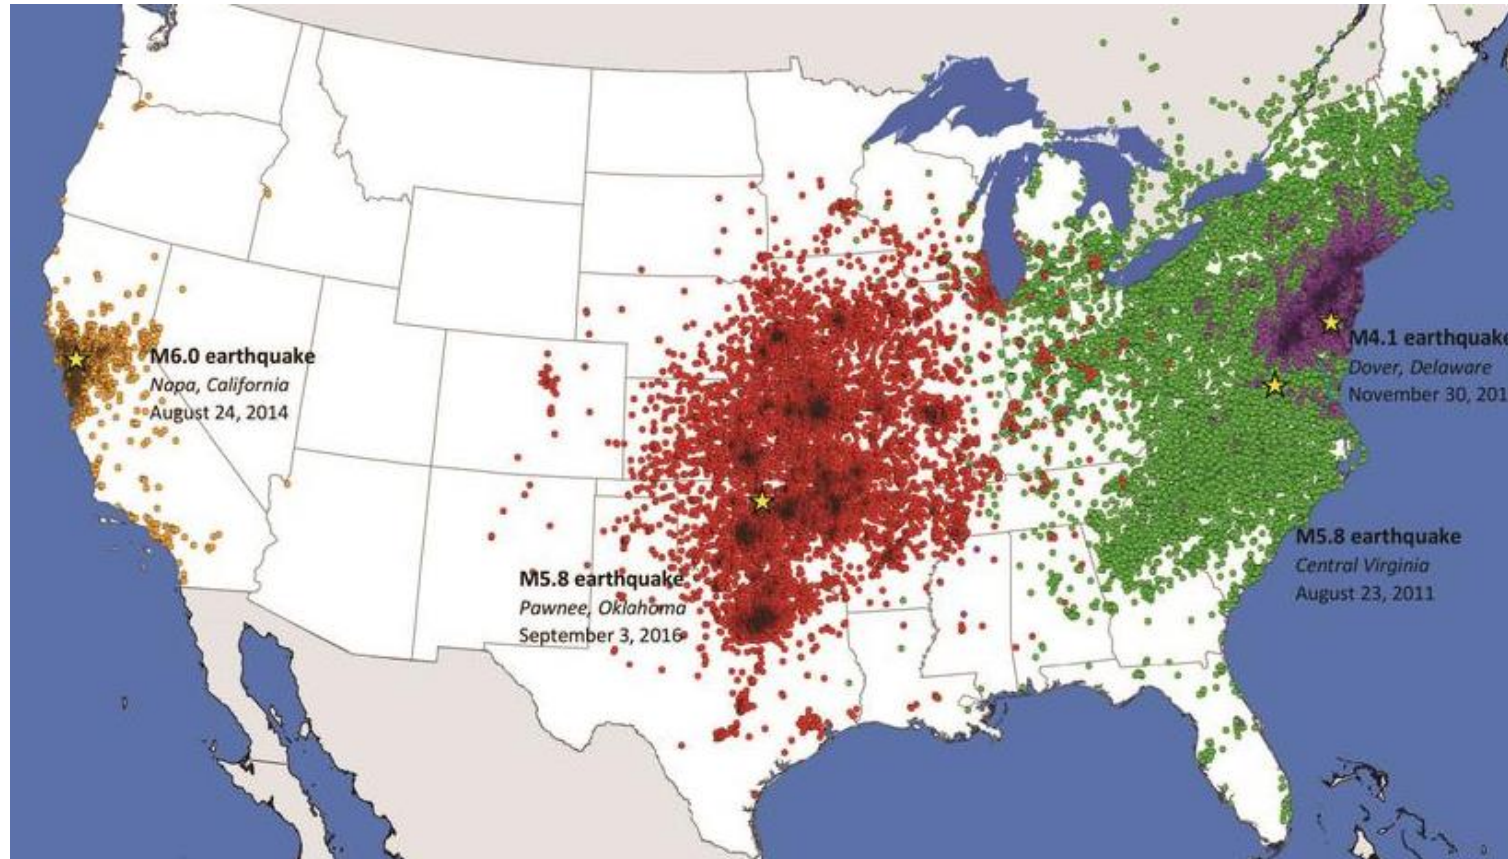 M6.0 earthquake
Napa, California
August 24, 2014
M4.1 earthquake
Dover, Delaware
November 30, 201
M5.8 earthquake
Central Virginia
August 23, 2011
M5.8 earthquake
Pawnee, Oklahoma
September 3, 2016